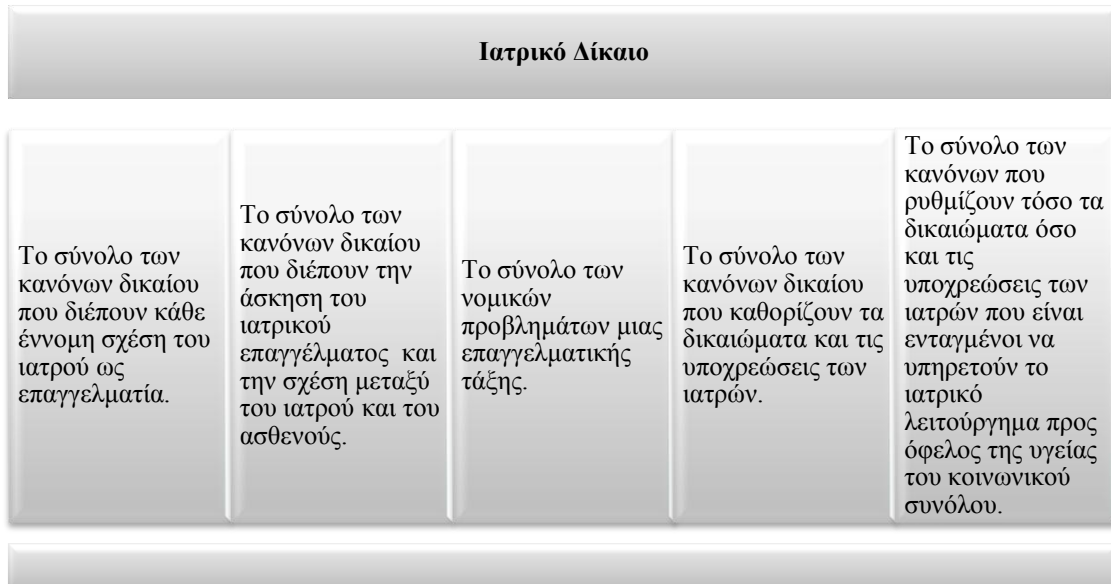 Ιατρικό Δίκαιο
Το σύνολο των
κανόνων δικαίου
που διέπουν κάθε
έννομη σχέση του
ιατρού ως
επαγγελματία.
Το σύνολο των
κανόνων δικαίου
που διέπουν την
άσκηση του
ιατρικού
επαγγέλματος και
την σχέση μεταξύ
του ιατρού και του
ασθενούς.
Το σύνολο των
νομικών
προβλημάτων μιας
επαγγελματικής
τάξης.
Το σύνολο των
κανόνων δικαίου
που καθορίζουν τα
δικαιώματα και τις
υποχρεώσεις των
ιατρών.
Το σύνολο των
κανόνων που
ρυθμίζουν τόσο τα
δικαιώματα όσο
και τις
υποχρεώσεις των
ιατρών που είναι
ενταγμένοι να
υπηρετούν το
ιατρικό
λειτούργημα προς
όφελος της υγείας
του κοινωνικού
συνόλου.